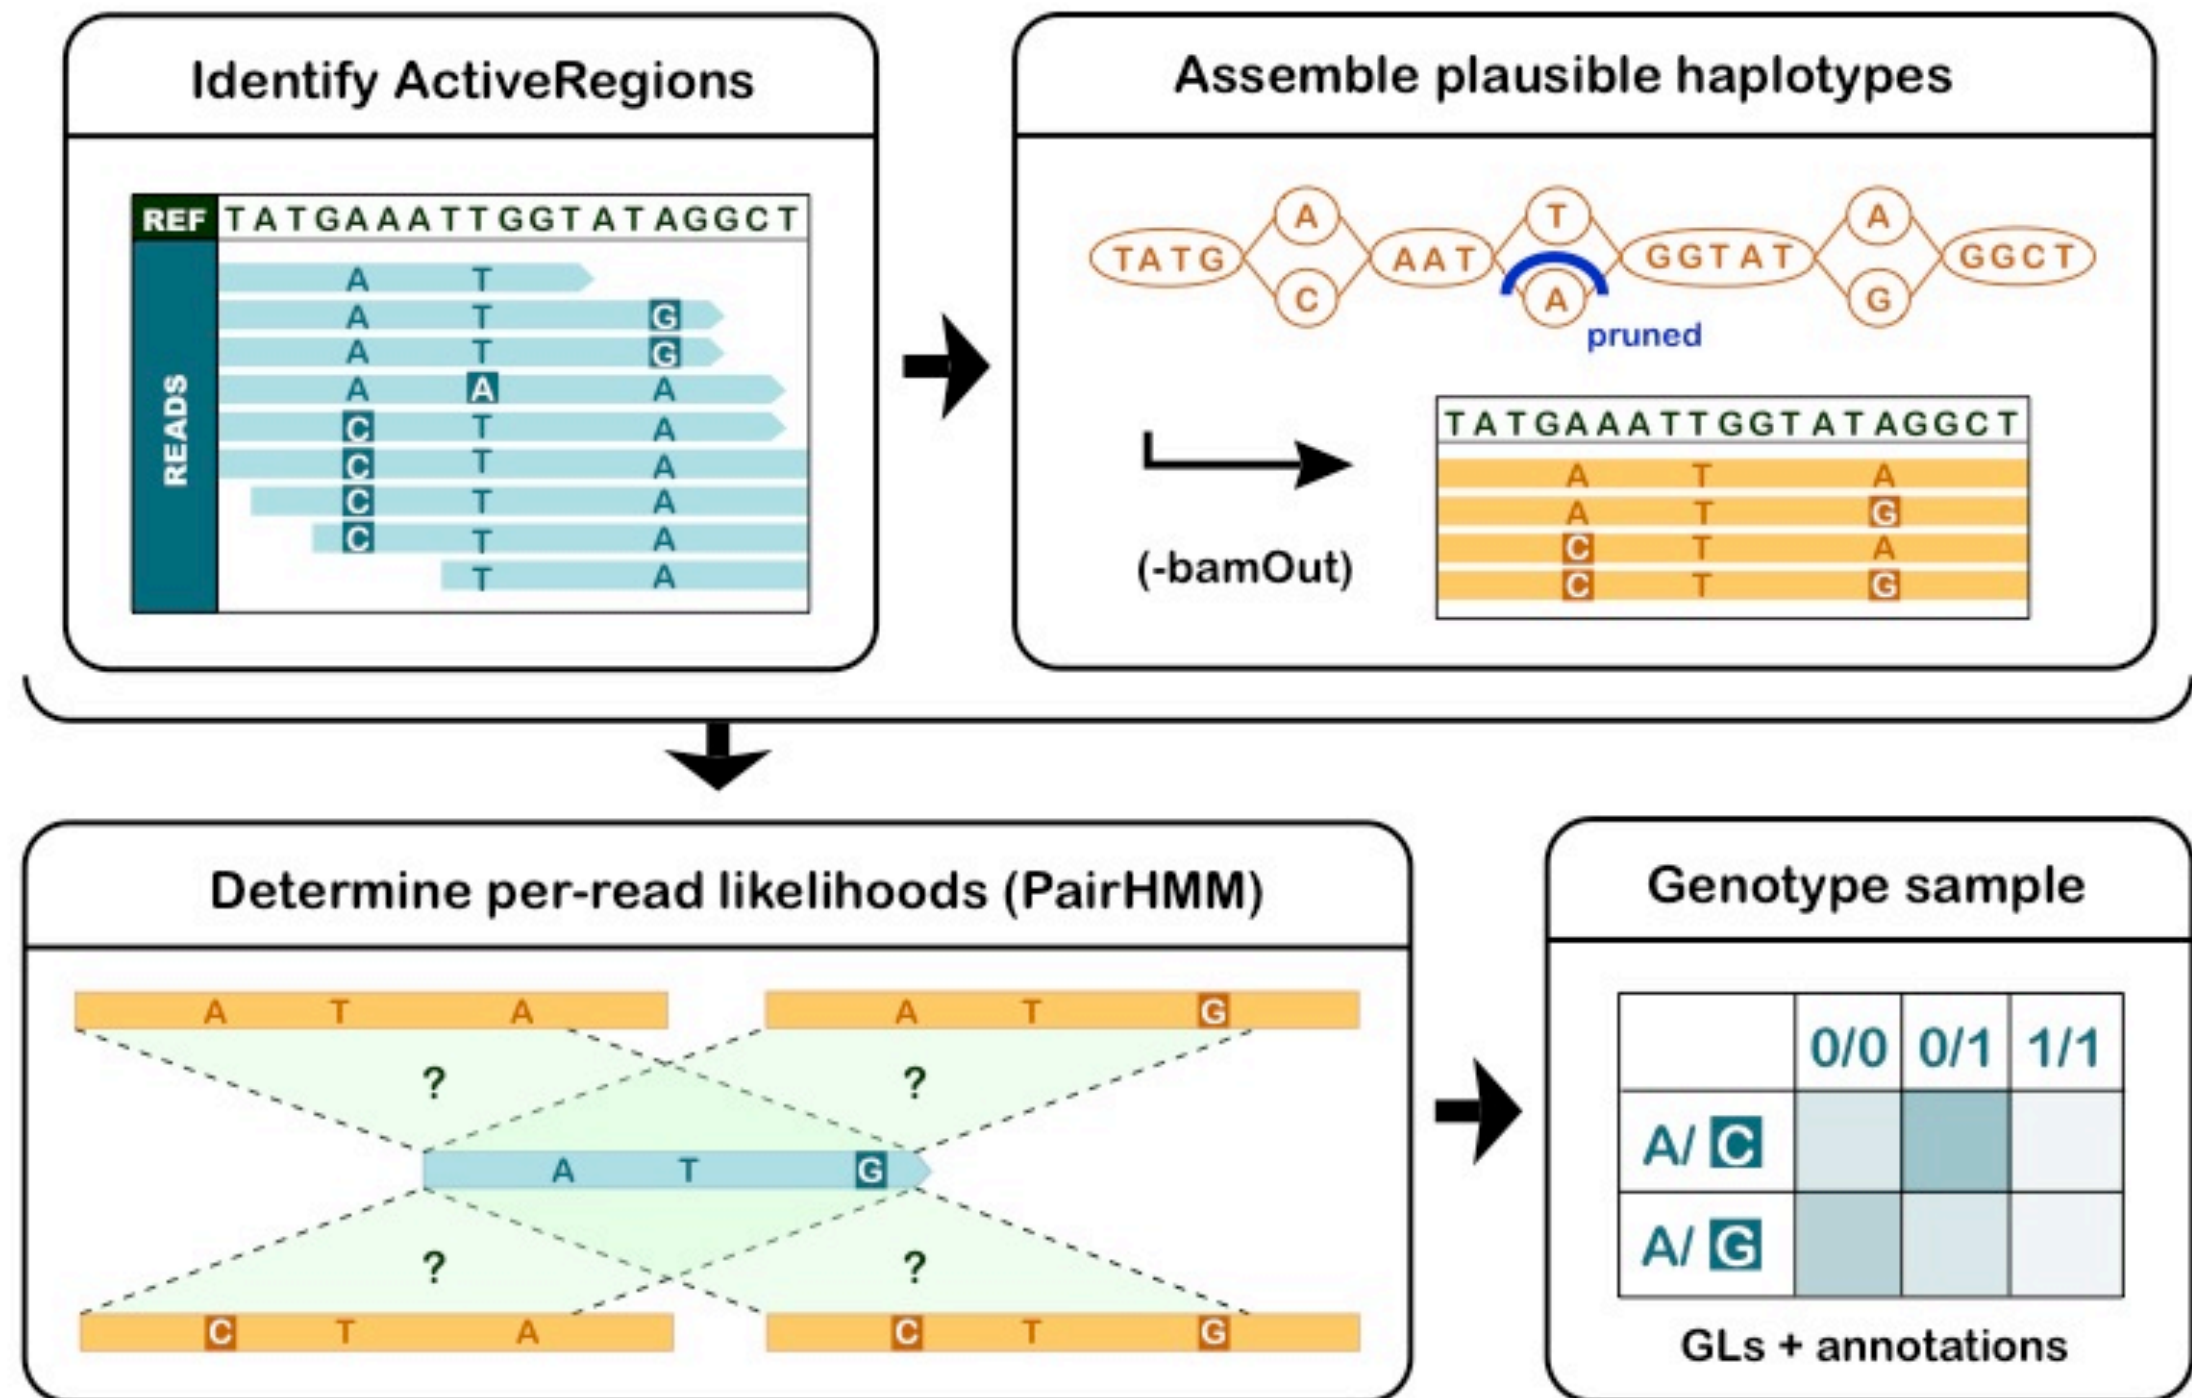 Identify ActiveRegions
REF TATGAAATTGGTATAGGCT
READS
A T
A T G
A T G
A A A
C T A
C T A
C T A
C T A
T A
Assemble plausible haplotypes
A T A
TATG AAT GGTAT GGCT
C A G
pruned
(-bamOut)
TATGAAATTGGTATAGGCT
A T A
A T G
C T A
C T G
Determine per-read likelihoods (PairHMM)
A T A A T G
? ?
A T G
? ?
C T A C T G
Genotype sample
0/0 0/1 1/1
A/ C
A/ G
GLs + annotations